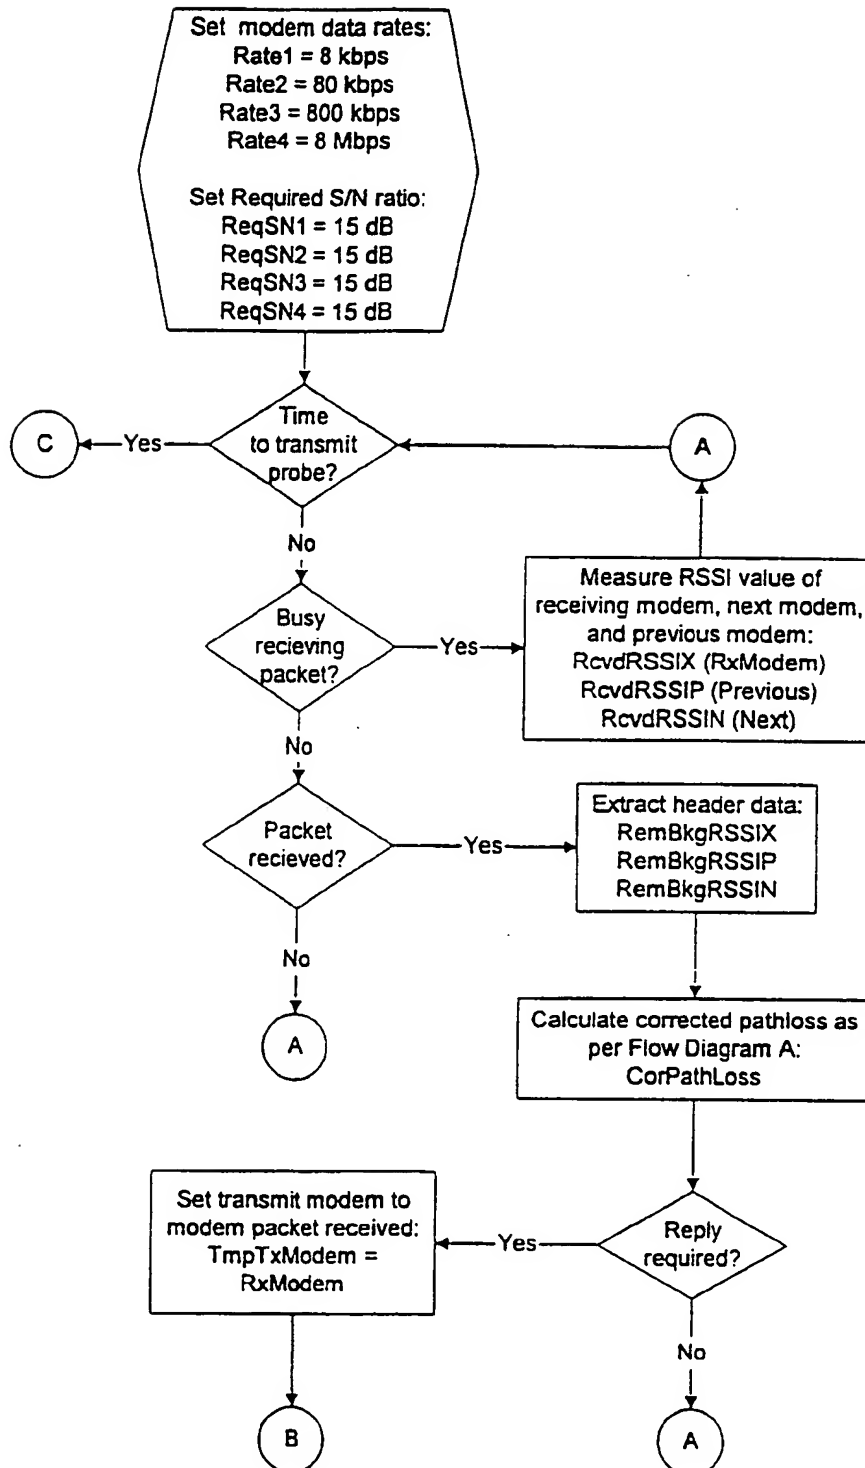 Set modem data rates:
Rate1 = 8 kbps
Rate2 = 80 kbps
Rate3 = 800 kbps
Rate4 = 8 Mbps
Set Required S/N ratio:
ReqSN1 = 15 dB
ReqSN2 = 15 dB
ReqSN3 = 15 dB
ReqSN4 = 15 dB
Time
to transmit
probe?
Yes
C
A
No
Busy
recieving
packet?
Yes
Measure RSSI value of
receiving modem, next modem,
and previous modem:
RcvdRSSIX (RxModem)
RcvdRSSIP (Previous)
RcvdRSSIN (Next)
No
Packet
recieved?
Yes
Extract header data:
RemBkgRSSIX
RemBkgRSSIP
RemBkgRSSIN
No
A
Calculate corrected pathloss as
per Flow Diagram A:
CorPathLoss
Reply
required?
Yes
Set transmit modem to
modem packet received:
TmpTxModem =
RxModem
No
B
A